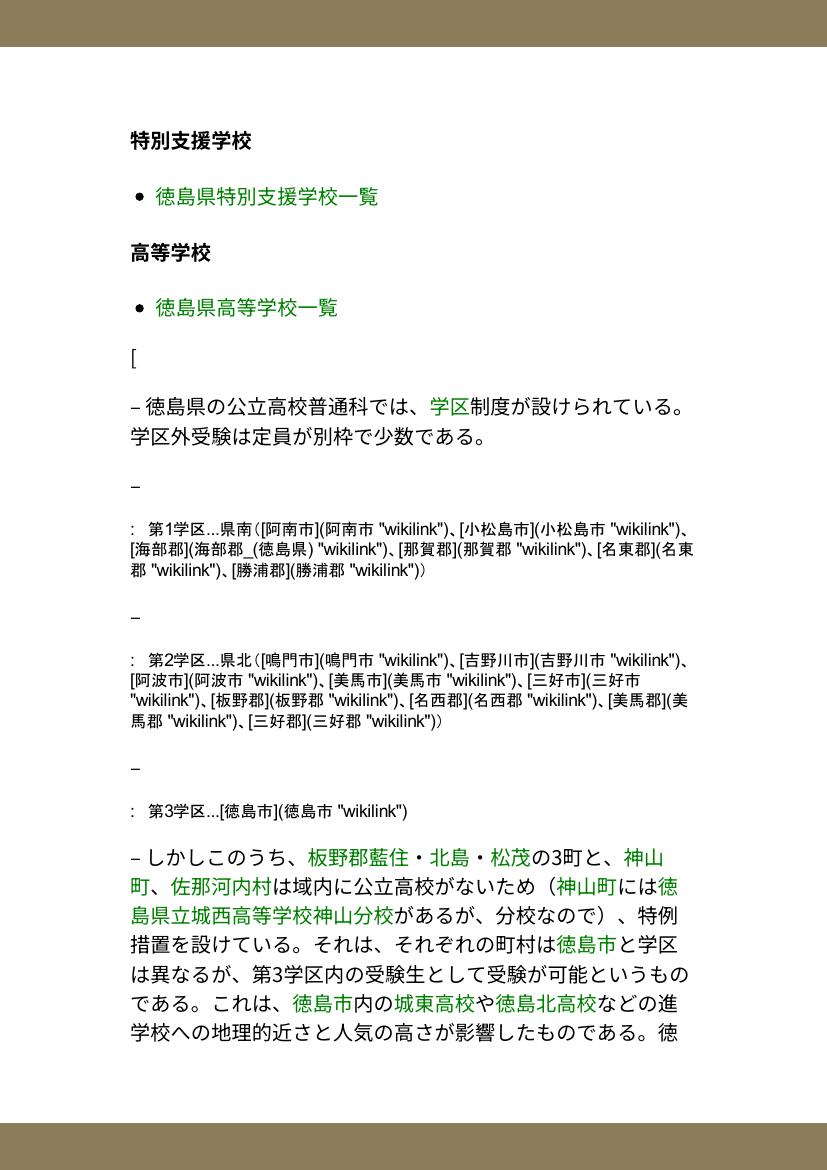 特別支援学校
• 徳島県特別支援学校一覧
高等学校
• 徳島県高等学校一覧
[
– 徳島県の公立高校普通科では、学区制度が設けられている。
学区外受験は定員が別枠で少数である。
–
:   第1学区...県南（[阿南市](阿南市 "wikilink")、[小松島市](小松島市 "wikilink")、
[海部郡](海部郡_(徳島県) "wikilink")、[那賀郡](那賀郡 "wikilink")、[名東郡](名東
郡 "wikilink")、[勝浦郡](勝浦郡 "wikilink")）
–
:   第2学区...県北（[鳴門市](鳴門市 "wikilink")、[吉野川市](吉野川市 "wikilink")、
[阿波市](阿波市 "wikilink")、[美馬市](美馬市 "wikilink")、[三好市](三好市
"wikilink")、[板野郡](板野郡 "wikilink")、[名西郡](名西郡 "wikilink")、[美馬郡](美
馬郡 "wikilink")、[三好郡](三好郡 "wikilink")）
–
:   第3学区...[徳島市](徳島市 "wikilink")
– しかしこのうち、板野郡藍住・北島・松茂の3町と、神山
町、佐那河内村は域内に公立高校がないため（神山町には徳
島県立城西高等学校神山分校があるが、分校なので）、特例
措置を設けている。それは、それぞれの町村は徳島市と学区
は異なるが、第3学区内の受験生として受験が可能というもの
である。これは、徳島市内の城東高校や徳島北高校などの進
学校への地理的近さと人気の高さが影響したものである。徳